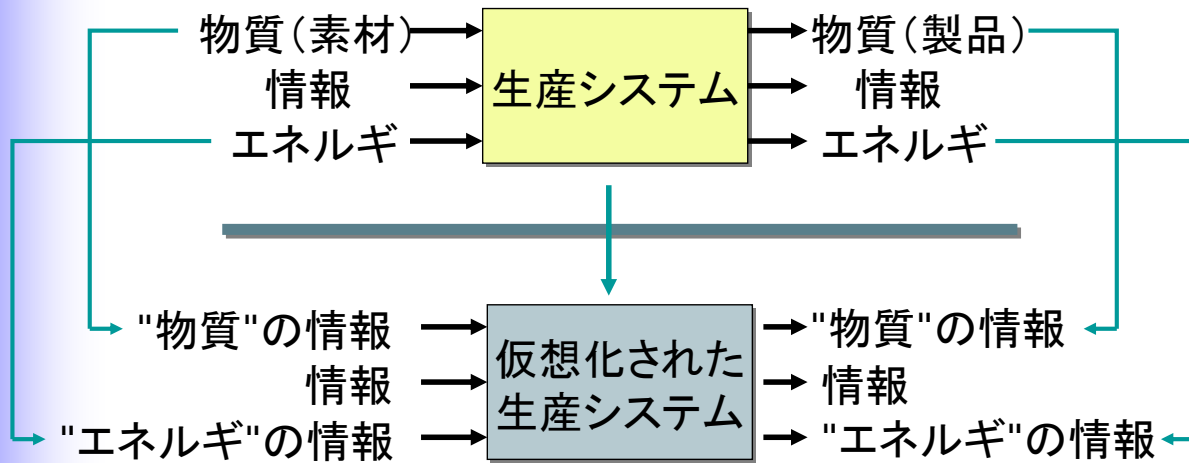 物質(素材)
情報
エネルギ
生産システム
物質(製品)
情報
エネルギ
"物質"の情報
情報
"エネルギ"の情報
仮想化された
生産システム
"物質"の情報
情報
"エネルギ"の情報